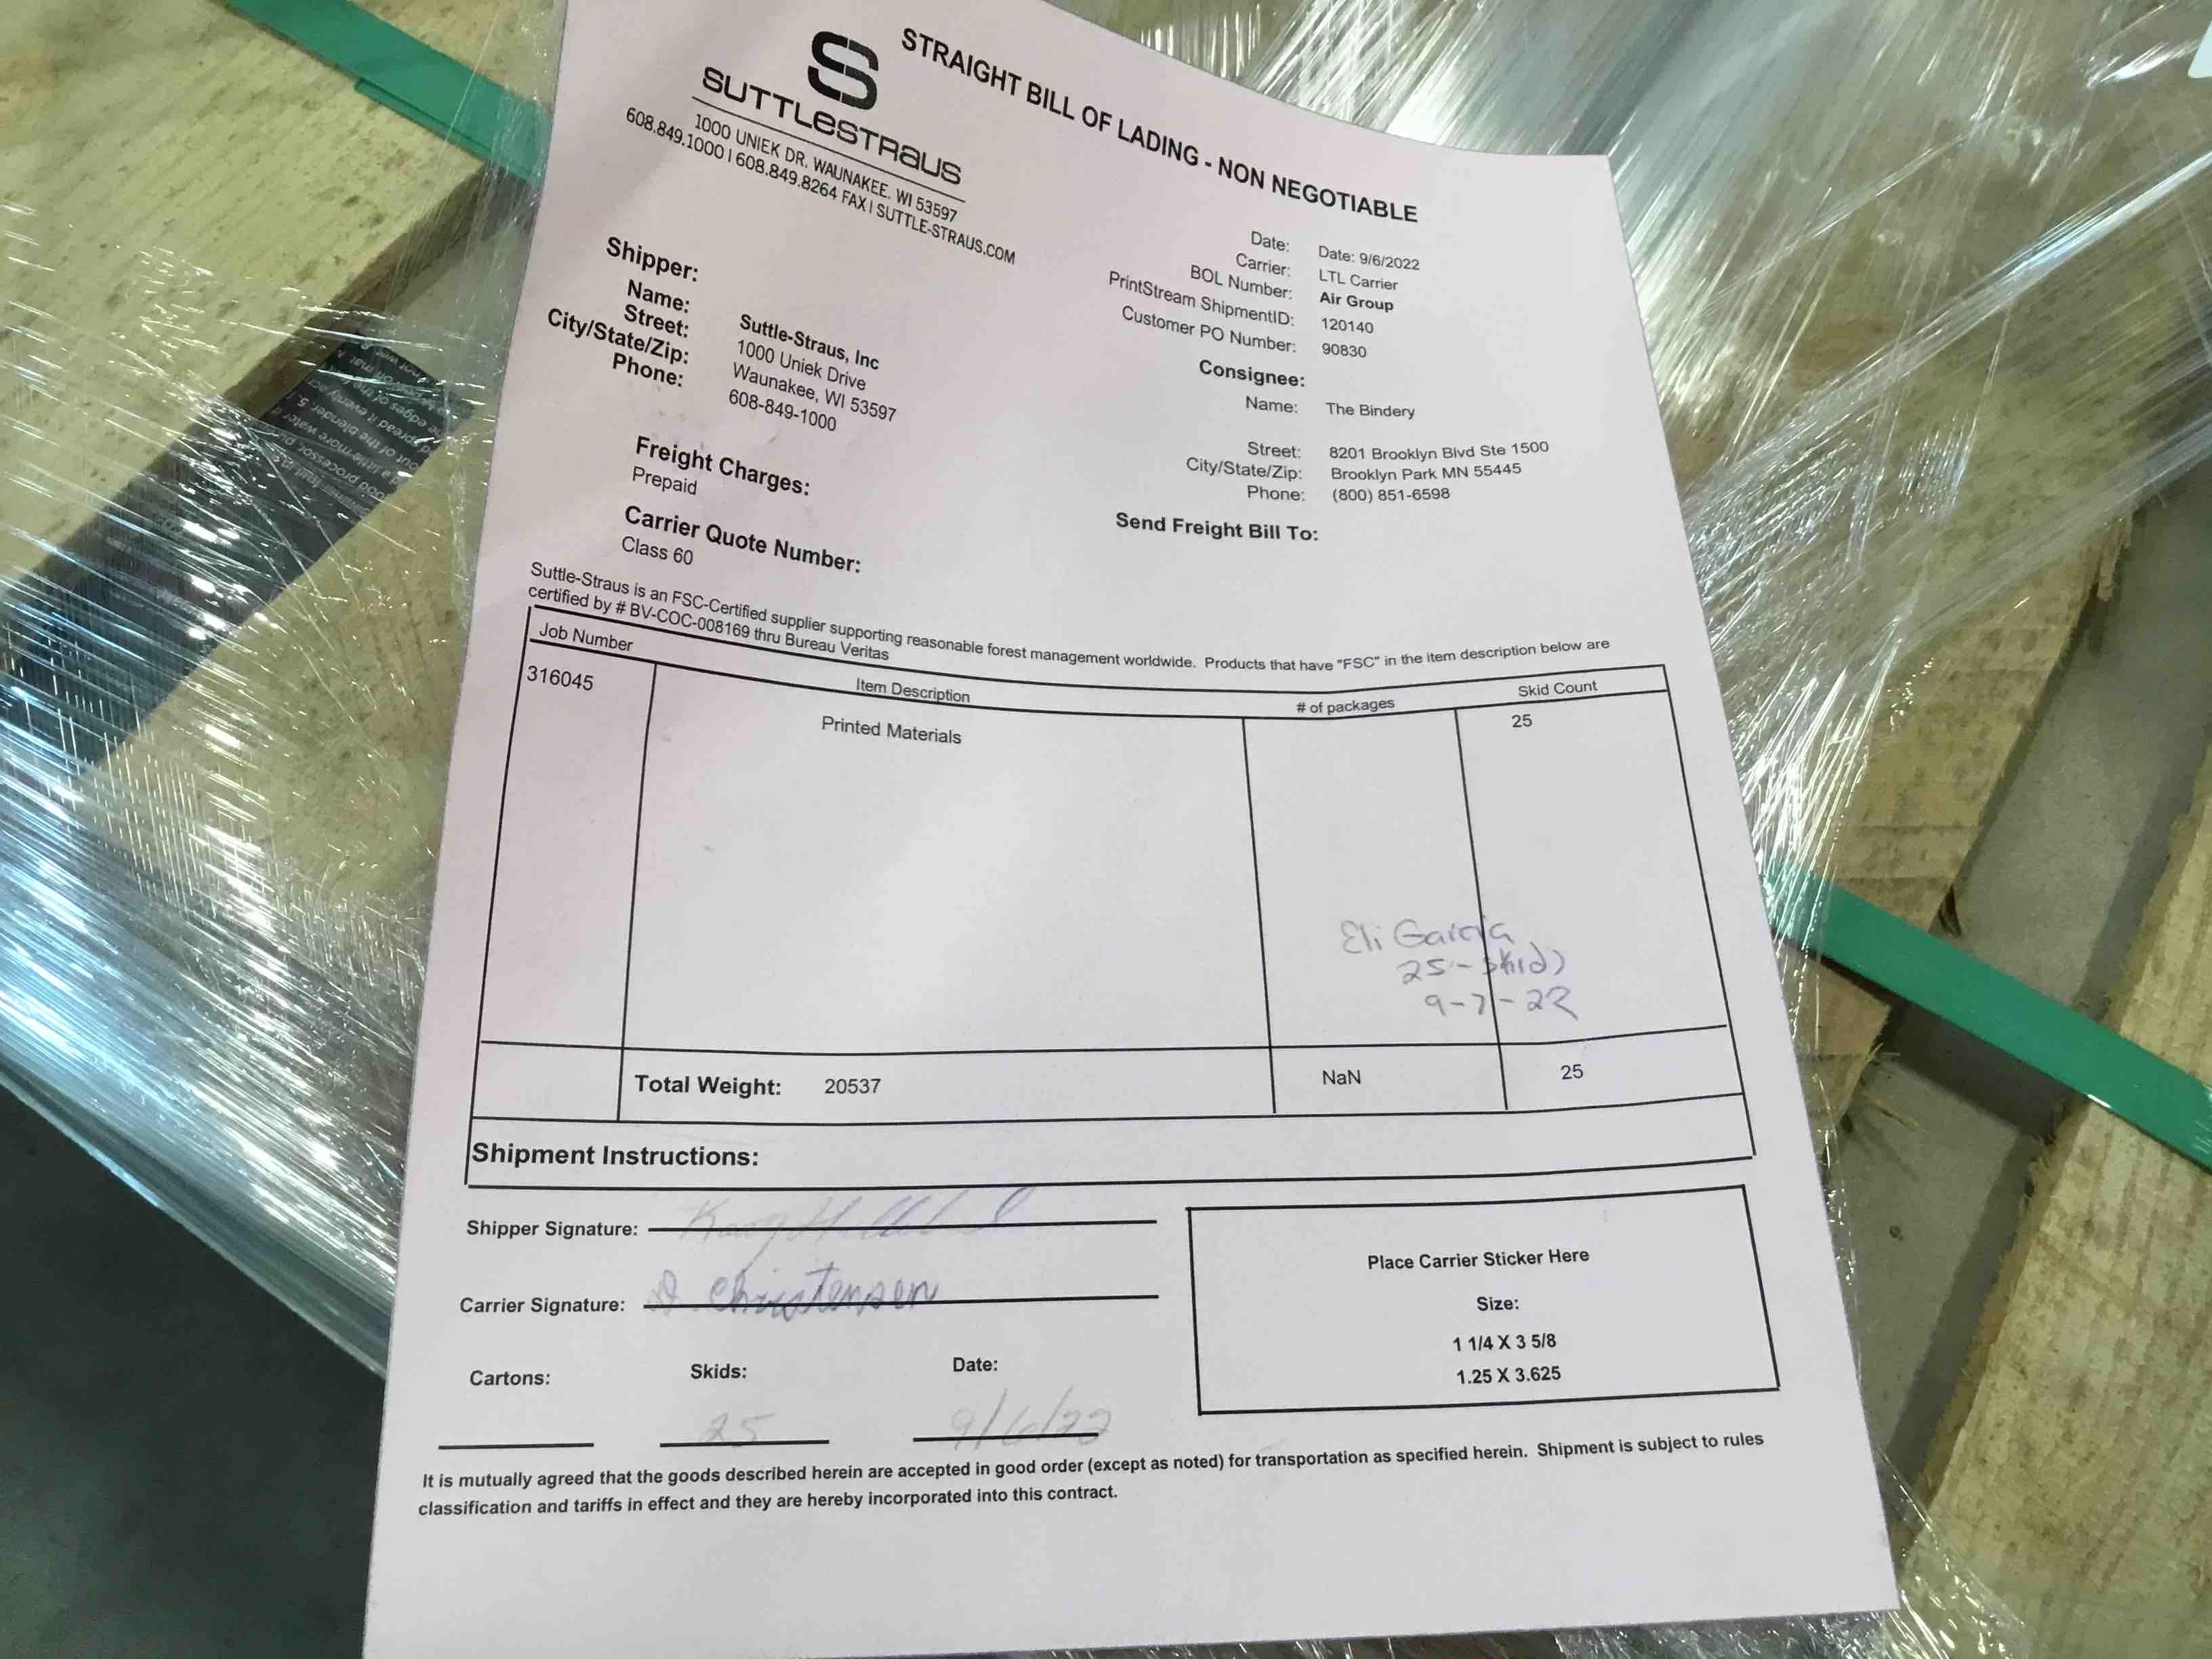 STRAIGHT BILL OF LADING - NON NEGOTIABLE
SUTTLESTRAUS
1000 UNIEK DR. WAUNAKEE. WI 53597
608.849.1000 | 608.849.8264 FAX | SUTTLE-STRAUS.COM
Date: Date: 9/6/2022
Carrier: LTL Carrier
BOL Number: Air Group
PrintStream ShipmentID: 120140
Customer PO Number: 90830
Shipper:
Name: Suttle-Straus, Inc
Street: 1000 Uniek Drive
City/State/Zip: Waunakee, WI 53597
Phone: 608-849-1000
Consignee:
Name: The Bindery
Street: 8201 Brooklyn Blvd Ste 1500
City/State/Zip: Brooklyn Park MN 55445
Phone: (800) 851-6598
Freight Charges:
Prepaid
Send Freight Bill To:
Carrier Quote Number:
Class 60
Suttle-Straus is an FSC-Certified supplier supporting reasonable forest management worldwide. Products that have "FSC" in the item description below are
certified by # BV-COC-008169 thru Bureau Veritas
Job Number Item Description # of packages Skid Count
316045 Printed Materials 25
Eli Garcia
25-skid)
9-7-22
Total Weight: 20537 NaN 25
Shipment Instructions:
Shipper Signature:
Carrier Signature: Christensen
Place Carrier Sticker Here
Size:
1 1/4 X 3 5/8
1.25 X 3.625
Cartons: Skids: Date:
25 9/6/22
It is mutually agreed that the goods described herein are accepted in good order (except as noted) for transportation as specified herein. Shipment is subject to rules
classification and tariffs in effect and they are hereby incorporated into this contract.